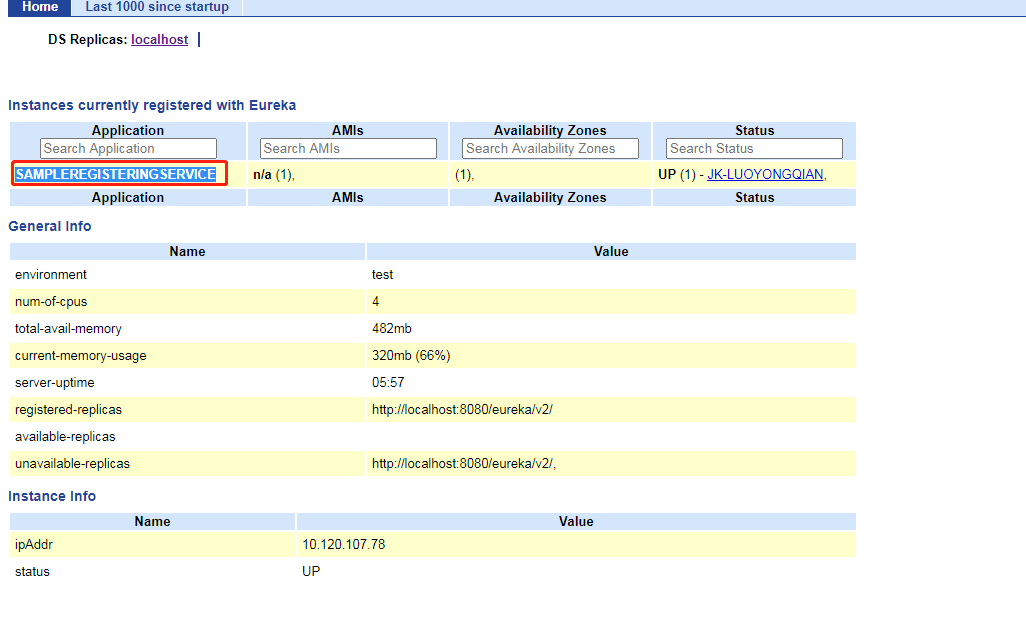 Home Last 1000 since startup
DS Replicas: localhost
Instances currently registered with Eureka
Application AMIs Availability Zones Status
Search Application Search AMIs Search Availability Zones Search Status
SAMPLEREGISTERINGSERVICE n/a (1), (1), UP (1) - JK-LUOYONGQIAN,
Application AMIs Availability Zones Status
General Info
Name Value
environment test
num-of-cpus 4
total-avail-memory 482mb
current-memory-usage 320mb (66%)
server-uptime 05:57
registered-replicas http://localhost:8080/eureka/v2/
available-replicas
unavailable-replicas http://localhost:8080/eureka/v2/,
Instance Info
Name Value
ipAddr 10.120.107.78
status UP